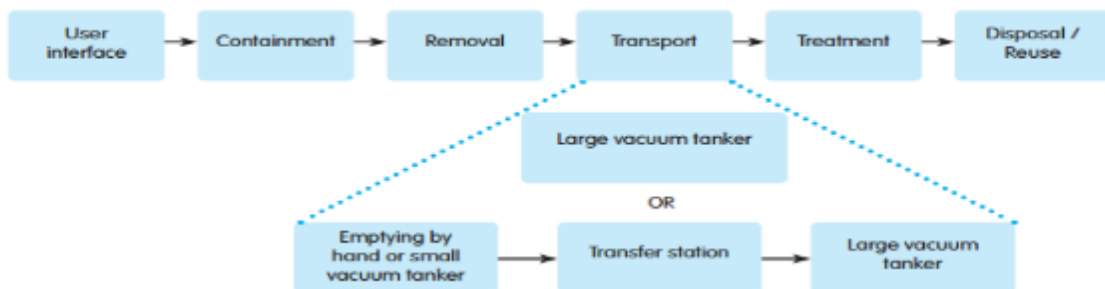 User
interface
Containment
Removal
Transport
Treatment
Disposal /
Reuse
Large vacuum tanker
OR
Emptying by
hand or small
vacuum tanker
Transfer station
Large vacuum
tanker